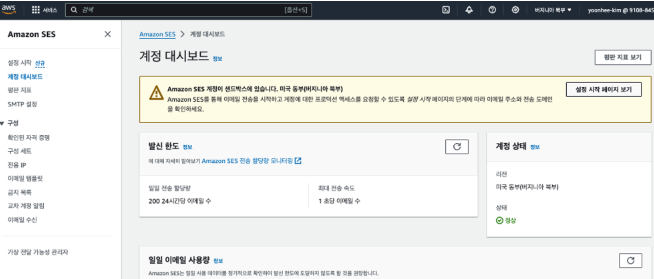 aws
서비스
검색
[옵션+S]
버지니아 북부 ▼
yoonhee-kim @ 9108-845
Amazon SES
설정 시작 신규
계정 대시보드
평판 지표
SMTP 설정
▼ 구성
확인된 자격 증명
구성 세트
전용 IP
이메일 템플릿
금지 목록
교차 계정 알림
이메일 수신
가상 전달 가능성 관리자
Amazon SES > 계정 대시보드
계정 대시보드 정보
평판 지표 보기
Amazon SES 계정이 샌드박스에 있습니다. 미국 동부(버지니아 북부)
Amazon SES를 통해 이메일 전송을 시작하고 계정에 대한 프로덕션 액세스를 요청할 수 있도록 설정 시작 페이지의 단계에 따라 이메일 주소와 전송 도메인
을 확인하세요.
설정 시작 페이지 보기
발신 한도 정보
에 대해 자세히 알아보기 Amazon SES 전송 할당량 모니터링
일일 전송 할당량
200 24시간당 이메일 수
최대 전송 속도
1 초당 이메일 수
계정 상태 정보
리전
미국 동부(버지니아 북부)
상태
정상
일일 이메일 사용량 정보
Amazon SES는 일일 사용 데이터를 정기적으로 확인하여 발신 한도에 도달하지 않도록 할 것을 권장합니다.